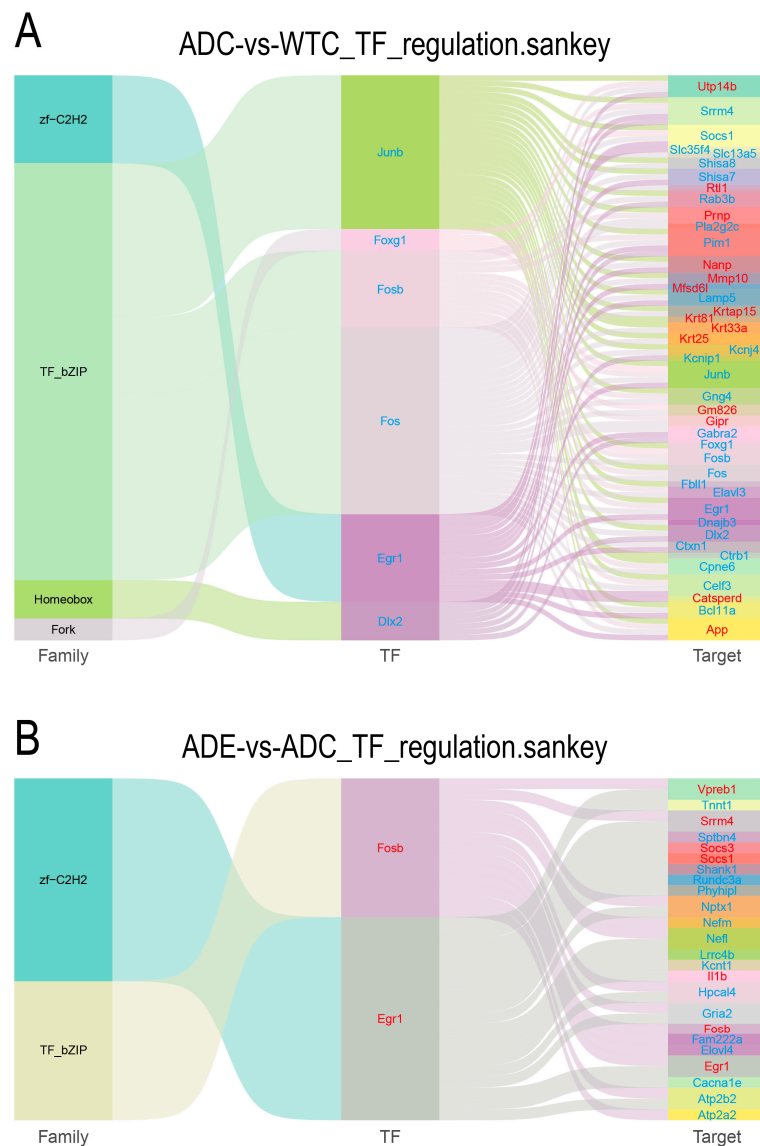 A
ADC-vs-WTC_TF_regulation.sankey
zf−C2H2
TF_bZIP
Homeobox
Fork
Family
Junb
Foxg1
Fosb
Fos
Egr1
Dlx2
TF
Utp14b
Srrm4
Socs1
Slc35f4
Slc13a5
Shisa8
Shisa7
Rtl1
Rab3b
Prnp
Pla2g2c
Pim1
Nanp
Mmp10
Mfsd6l
Lamp5
Krtap15
Krt81
Krt33a
Krt25
Kcnj4
Kcnip1
Junb
Gng4
Gm826
Gipr
Gabra2
Foxg1
Fosb
Fos
Fbll1
Elavl3
Egr1
Dnajb3
Dlx2
Ctxn1
Ctrb1
Cpne6
Celf3
Catsperd
Bcl11a
App
Target
B
ADE-vs-ADC_TF_regulation.sankey
zf−C2H2
TF_bZIP
Family
Fosb
Egr1
TF
Vpreb1
Tnnt1
Srrm4
Sptbn4
Socs3
Socs1
Shank1
Rundc3a
Phyhipl
Nptx1
Nefm
Nefl
Lrrc4b
Kcnt1
Il1b
Hpcal4
Gria2
Fosb
Fam222a
Elovl4
Egr1
Cacna1e
Atp2b2
Atp2a2
Target